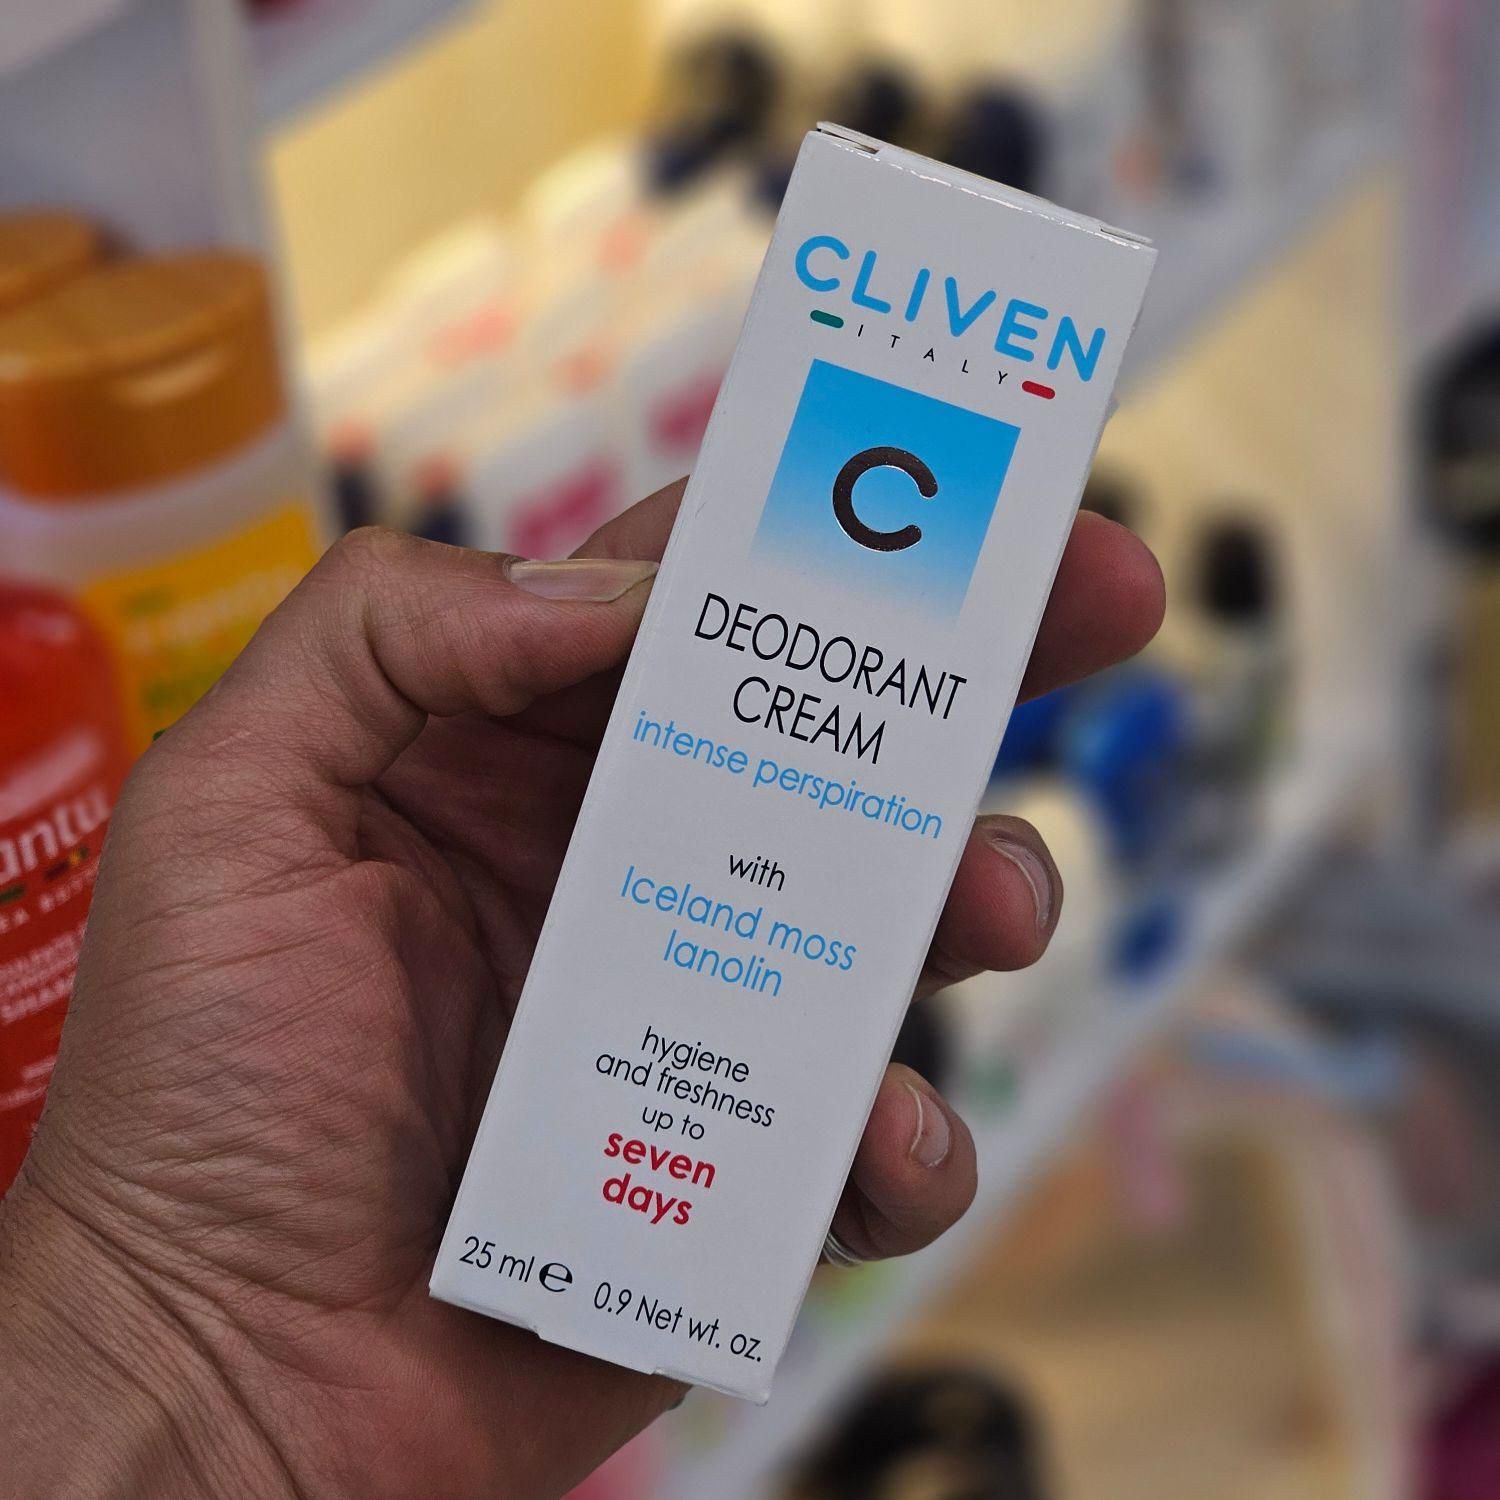 CLIVEN
ITALY
C
DEODORANT
CREAM
intense perspiration
with
Iceland moss
lanolin
hygiene
and freshness
up to
seven
days
25 ml ℮ 0.9 Net wt. oz.